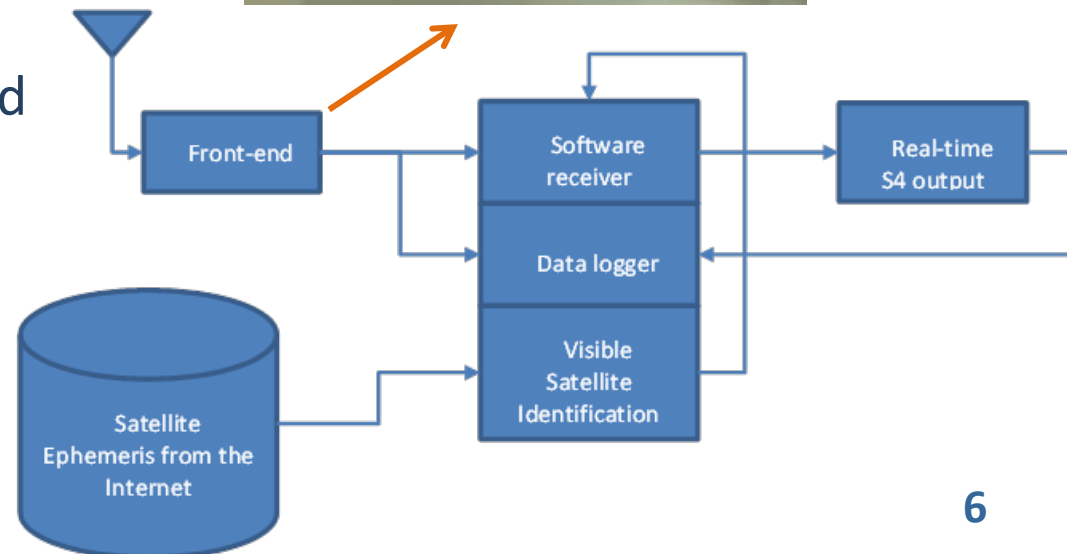 d
Front-end
Software
receiver
Real-time
S4 output
Data logger
Visible
Satellite
Identification
Satellite
Ephemeris from the
Internet
6